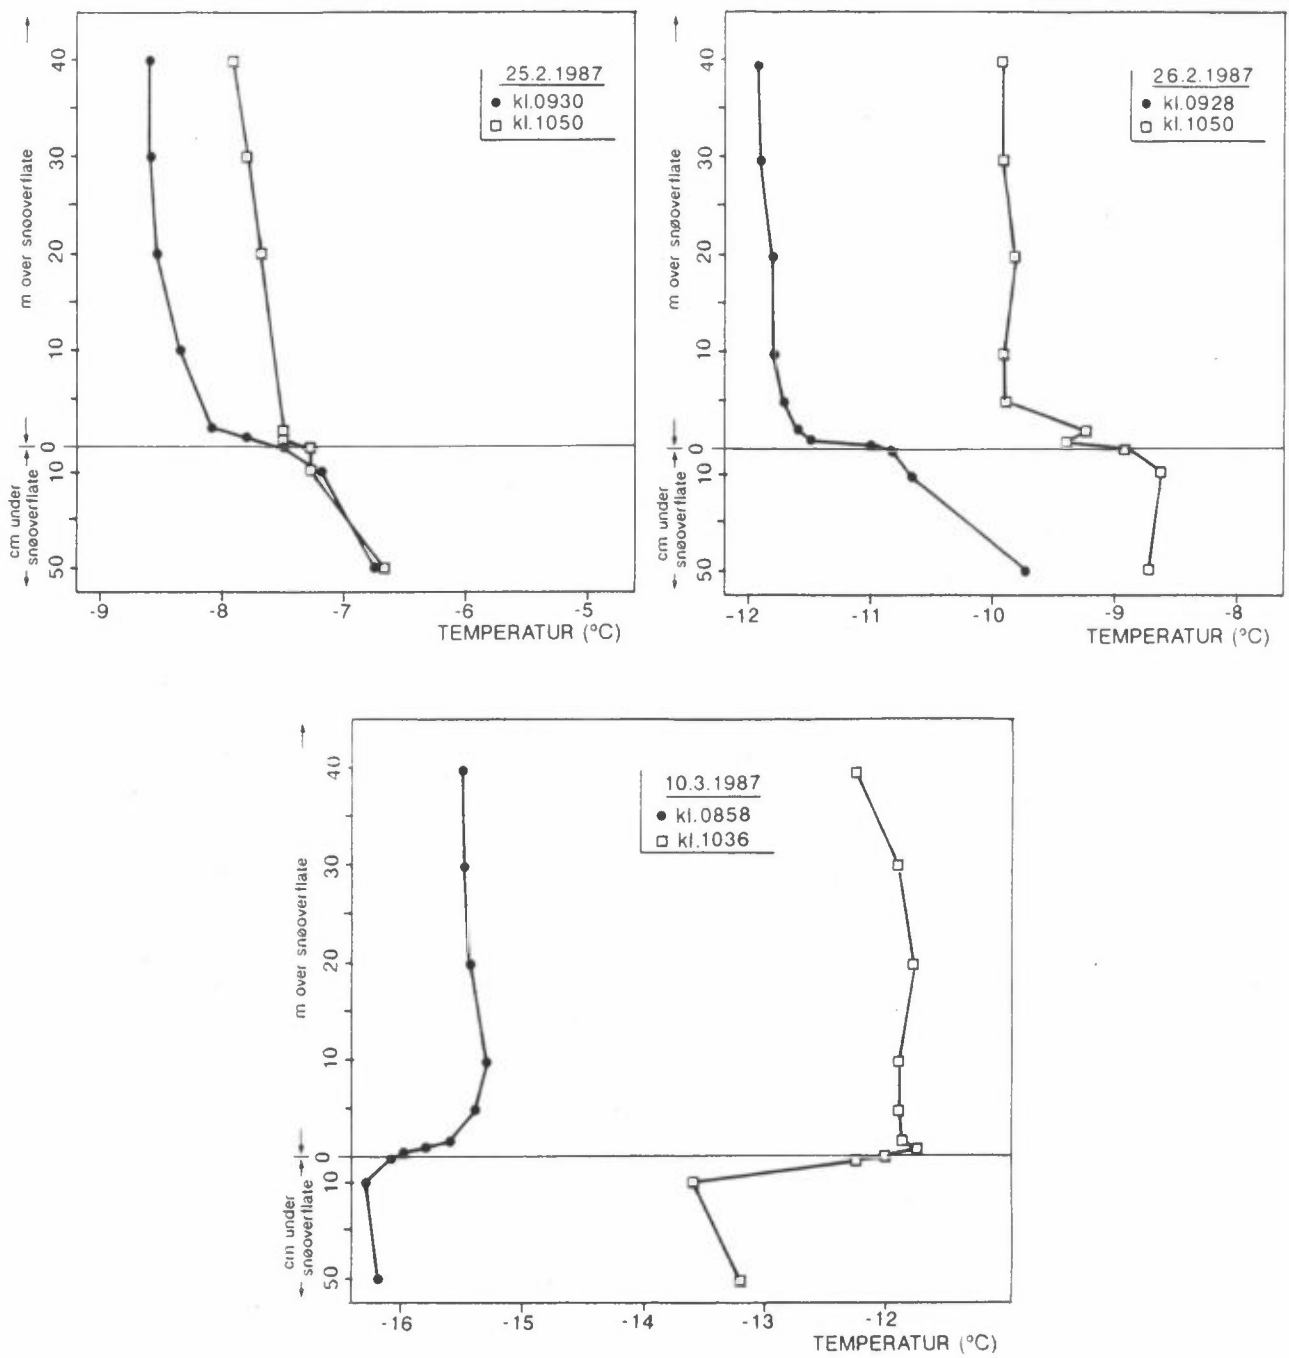 25.2.1987
● kl.0930
□ kl.1050
40
30
20
10
0
10
50
m over snøoverflate
cm under
snøoverflate
-9 -8 -7 -6 -5
TEMPERATUR (°C)
26.2.1987
● kl.0928
□ kl.1050
40
30
20
10
0
10
50
m over snøoverflate
cm under
snøoverflate
-12 -11 -10 -9 -8
TEMPERATUR (°C)
10.3.1987
● kl.0858
□ kl.1036
40
30
20
10
0
10
50
m over snøoverflate
cm under
snøoverflate
-16 -15 -14 -13 -12
TEMPERATUR (°C)